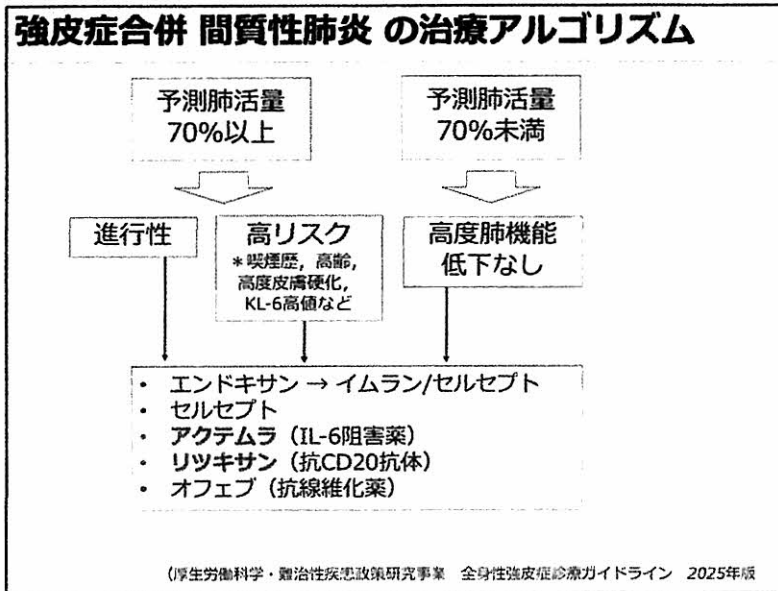 強皮症合併 間質性肺炎 の治療アルゴリズム
予測肺活量
70%以上
予測肺活量
70%未満
進行性
高リスク
*喫煙歴，高齢，
高度皮膚硬化，
KL-6高値など
高度肺機能
低下なし
• エンドキサン → イムラン/セルセプト
• セルセプト
• アクテムラ（IL-6阻害薬）
• リツキサン（抗CD20抗体）
• オフェブ（抗線維化薬）
（厚生労働科学・難治性疾患政策研究事業 全身性強皮症診療ガイドライン 2025年版